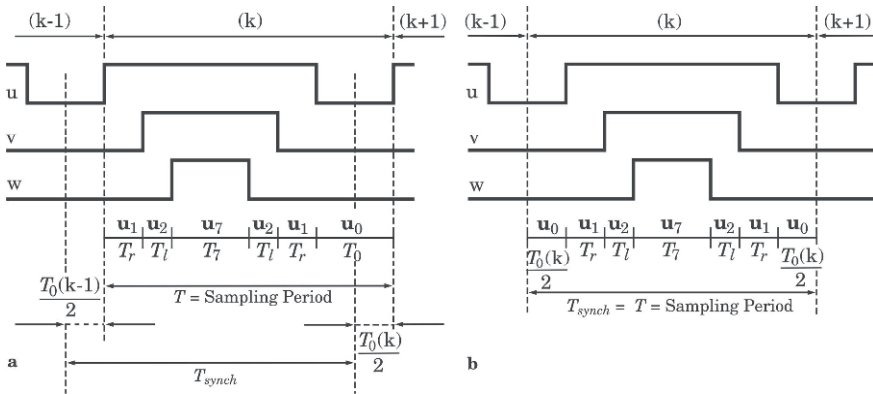 (k-1) (k) (k+1)
u
v
w
u₁ u₂ u₇ u₂ u₁ u₀
Tᵣ Tₗ T₇ Tₗ Tᵣ T₀
T₀(k-1)
2
T = Sampling Period
T₀(k)
2
a
Tsynch
(k-1) (k) (k+1)
u
v
w
u₀ u₁ u₂ u₇ u₂ u₁ u₀
Tᵣ Tₗ T₇ Tₗ Tᵣ
T₀(k) T₀(k)
2 2
Tsynch = T = Sampling Period
b